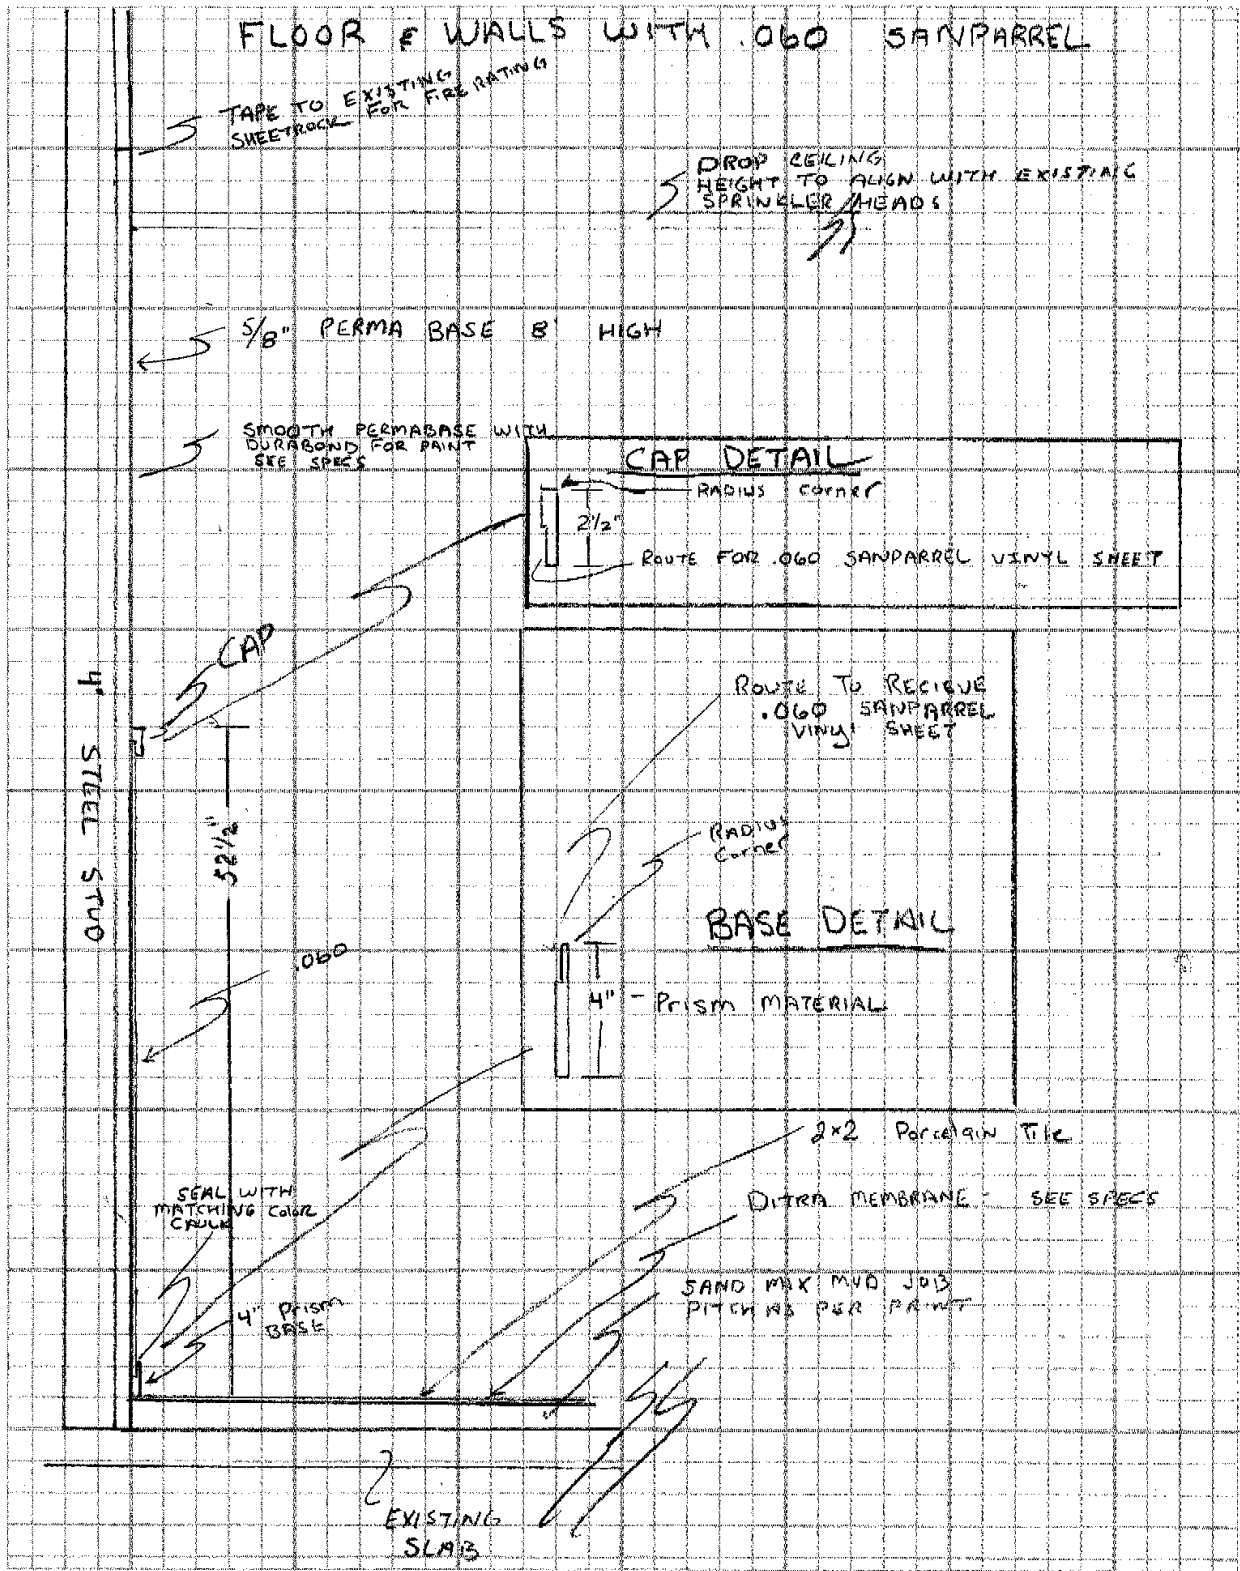 FLOOR & WALLS WITH .060 SANPARREL
TAPE TO EXISTING
SHEETROCK FOR FIRE RATING
DROP CEILING
HEIGHT TO ALIGN WITH EXISTING
SPRINKLER HEADS
5/8" PERMA BASE 8' HIGH
SMOOTH PERMABASE WITH
DURABOND FOR PAINT
SEE SPECS
CAP DETAIL
RADIUS corner
2 1/2"
ROUTE FOR .060 SANPARREL VINYL SHEET
CAP
4" STEEL STUD
52 1/2"
ROUTE TO RECIEVE
.060 SANPARREL
VINYL SHEET
RADIUS
Corner
BASE DETAIL
.060
4" - Prism MATERIAL
2x2 Porcelain Tile
SEAL WITH
MATCHING COLOR
CAULK
DITRA MEMBRANE - SEE SPECS
SAND MIX MUD JOB
PITCH AS PER PRINT
4" Prism
BASE
EXISTING
SLAB